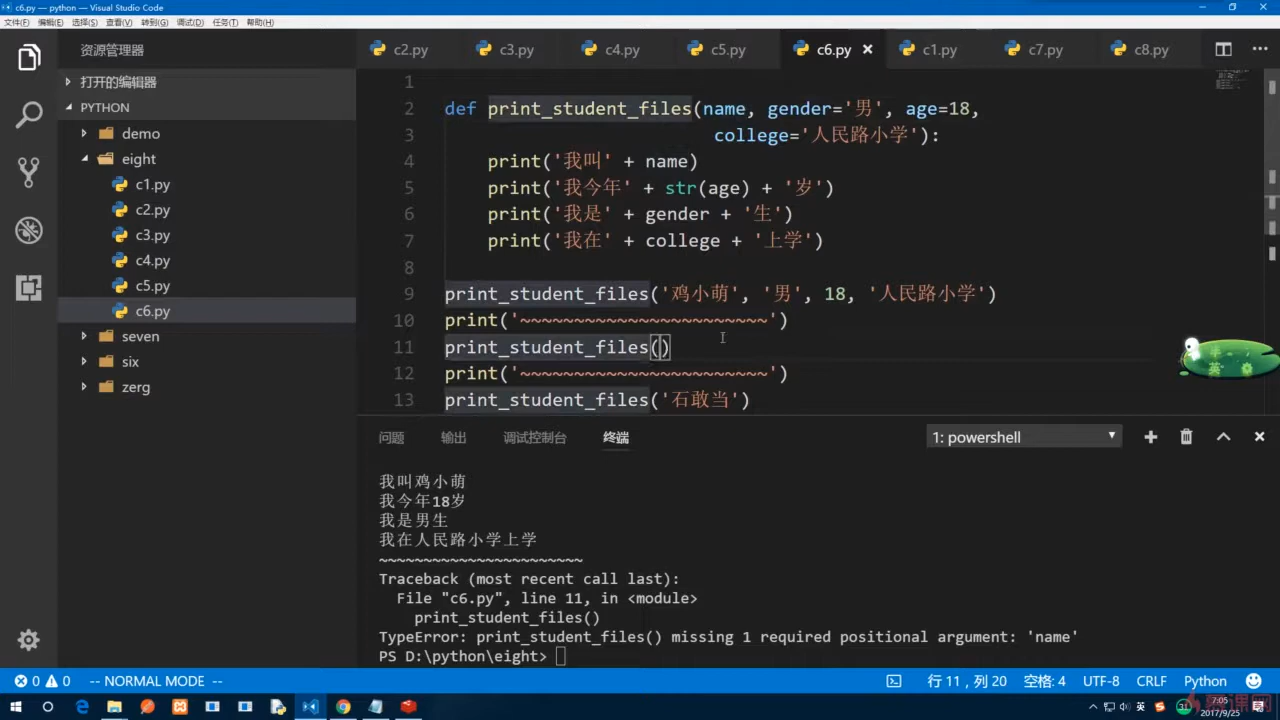 c6.py — python — Visual Studio Code
文件(F) 编辑(E) 选择(S) 查看(V) 转到(G) 调试(D) 任务(T) 帮助(H)
资源管理器
c2.py c3.py c4.py c5.py c6.py c1.py c7.py c8.py
打开的编辑器
PYTHON
demo
eight
c1.py
c2.py
c3.py
c4.py
c5.py
c6.py
seven
six
zerg
1
2 def print_student_files(name, gender='男', age=18,
3 college='人民路小学'):
4 print('我叫' + name)
5 print('我今年' + str(age) + '岁')
6 print('我是' + gender + '生')
7 print('我在' + college + '上学')
8
9 print_student_files('鸡小萌', '男', 18, '人民路小学')
10 print('~~~~~~~~~~~~~~~~~~~~~~~')
11 print_student_files()
12 print('~~~~~~~~~~~~~~~~~~~~~~~')
13 print_student_files('石敢当')
英
问题 输出 调试控制台 终端 1: powershell
我叫鸡小萌
我今年18岁
我是男生
我在人民路小学上学
~~~~~~~~~~~~~~~~~~~~~~~
Traceback (most recent call last):
File "c6.py", line 11, in <module>
print_student_files()
TypeError: print_student_files() missing 1 required positional argument: 'name'
PS D:\python\eight>
0 0 -- NORMAL MODE -- 行 11，列 20 空格: 4 UTF-8 CRLF Python
英 31 7:05
2017/9/25
慕课网